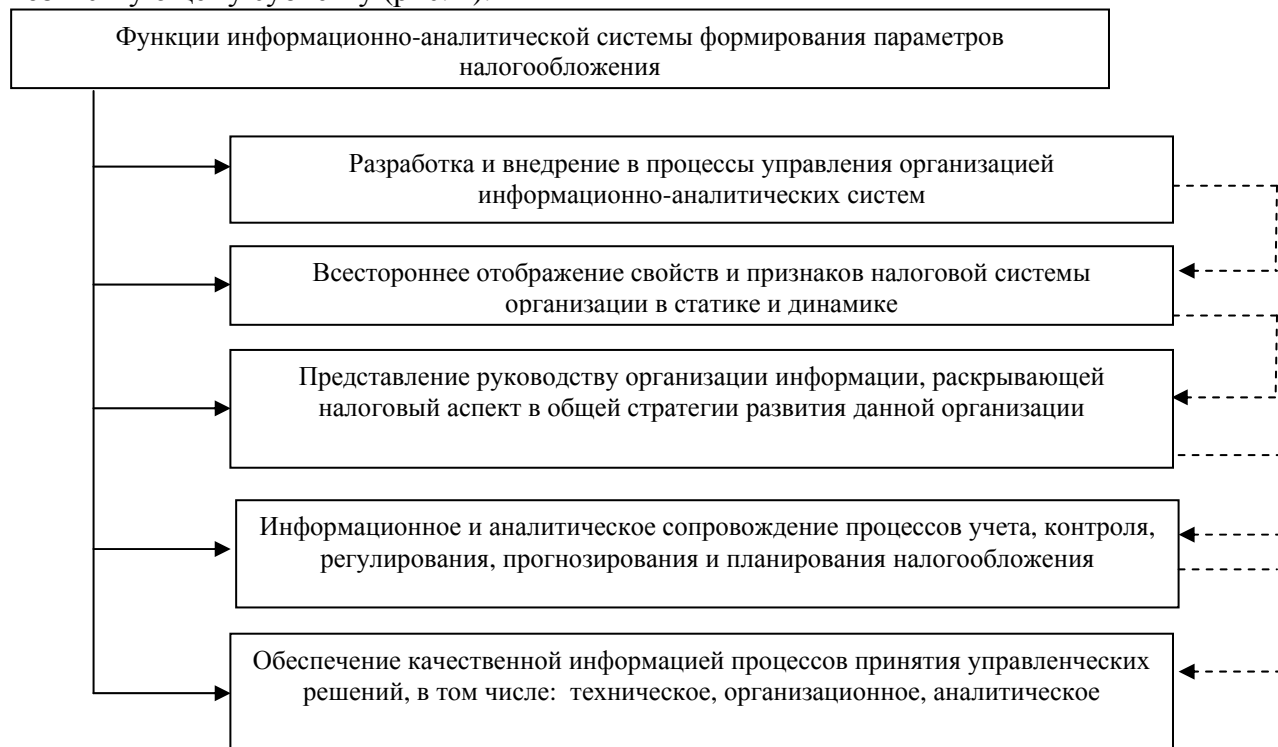 Функции информационно-аналитической системы формирования параметров
налогообложения
Разработка и внедрение в процессы управления организацией
информационно-аналитических систем
Всестороннее отображение свойств и признаков налоговой системы
организации в статике и динамике
Представление руководству организации информации, раскрывающей
налоговый аспект в общей стратегии развития данной организации
Информационное и аналитическое сопровождение процессов учета, контроля,
регулирования, прогнозирования и планирования налогообложения
Обеспечение качественной информацией процессов принятия управленческих
решений, в том числе: техническое, организационное, аналитическое